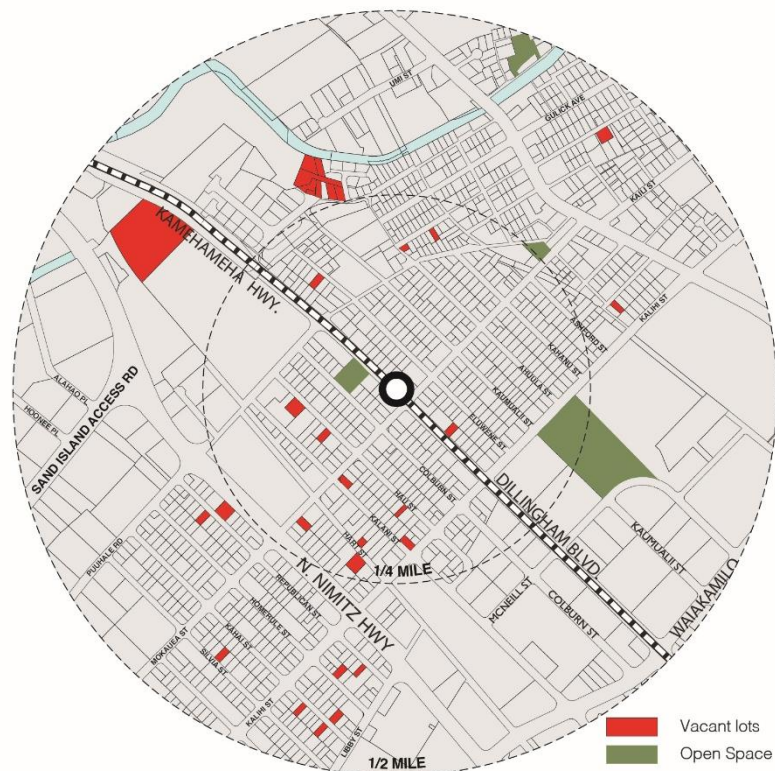 UMI ST
GULICK AVE
KAILI ST
KAMEHAMEHA HWY.
ASHFORD ST
KALIHI ST
KAHANU ST
AHUULA ST
KAUMUALII ST
ELUWENE ST
ALAHAO PL
HOONEE PL
SAND ISLAND ACCESS RD
COLBURN ST
HAU ST
KALANI ST
HART ST
DILLINGHAM BLVD
KAUMUALII ST
WAIAKAMILO
PUUHALE RD
1/4 MILE
N. NIMITZ HWY
MCNEILL ST
COLBURN ST
REPUBLICAN ST
HOMERULE ST
KAHAI ST
MOKAUEA ST
SILVIA ST
KALIHI ST
LIBBY ST
1/2 MILE
Vacant lots
Open Space